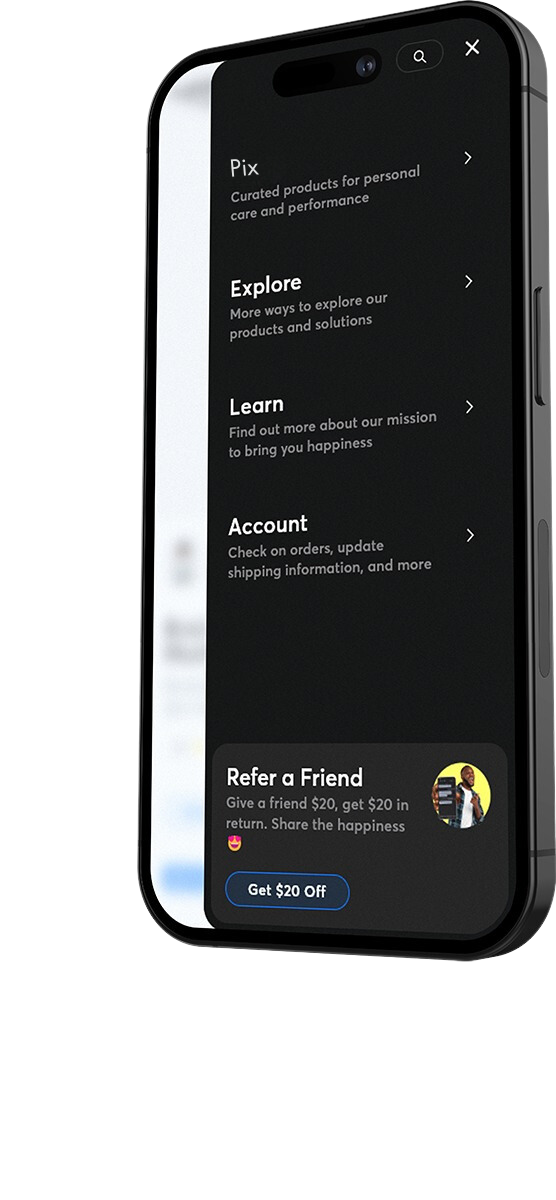 Pix
Curated products for personal
care and performance
Explore
More ways to explore our
products and solutions
Learn
Find out more about our mission
to bring you happiness
Account
Check on orders, update
shipping information, and more
Refer a Friend
Give a friend $20, get $20 in
return. Share the happiness
😍
Get $20 Off